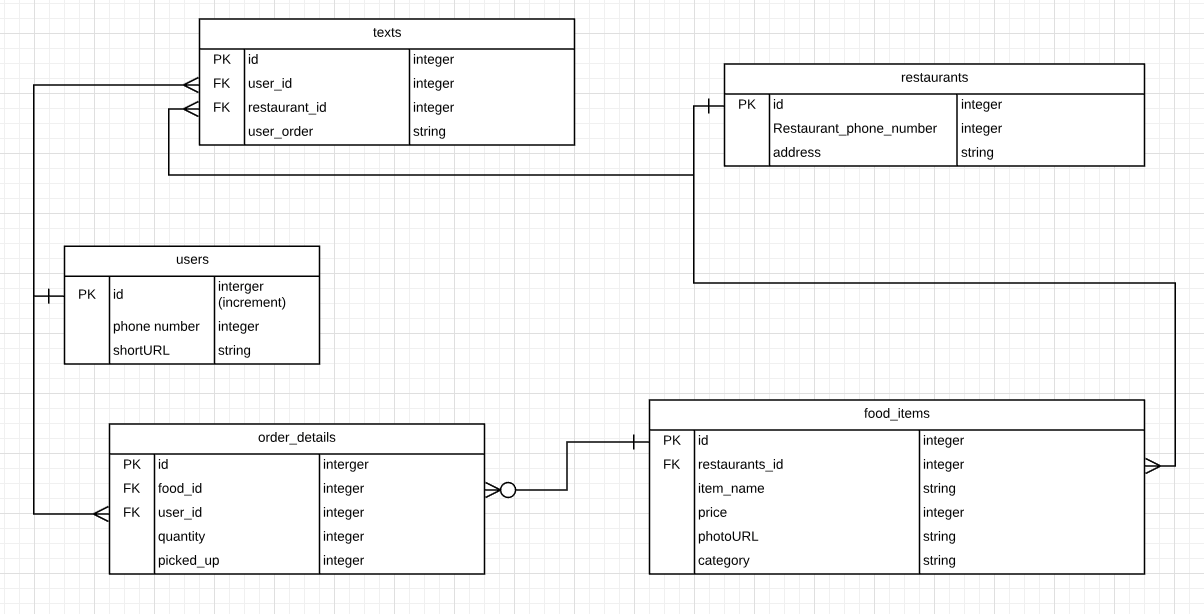 texts
PK id integer
FK user_id integer
FK restaurant_id integer
user_order string
restaurants
PK id integer
Restaurant_phone_number integer
address string
users
PK id interger
(increment)
phone number integer
shortURL string
order_details
PK id interger
FK food_id integer
FK user_id integer
quantity integer
picked_up integer
food_items
PK id integer
FK restaurants_id integer
item_name string
price integer
photoURL string
category string